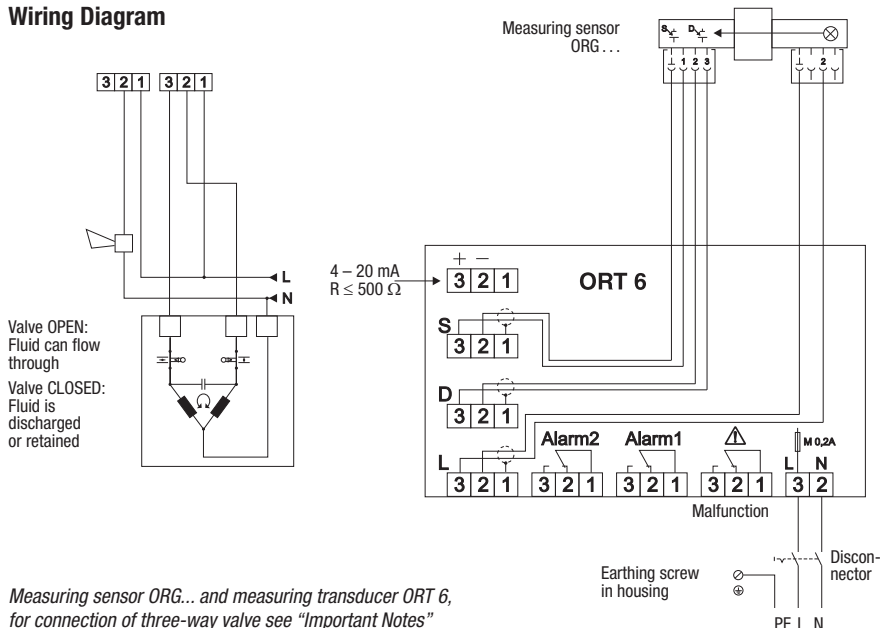 Wiring Diagram
Measuring sensor
ORG . . .
S
D
⊥ 1 2 3
⊥ 2
3 2 1
3 2 1
L
N
4 – 20 mA
R ≤ 500 Ω
+ −
3 2 1
ORT 6
S
3 2 1
D
3 2 1
Valve OPEN:
Fluid can flow
through
Valve CLOSED:
Fluid is
discharged
or retained
Alarm2
Alarm1
M 0,2A
L
L N
3 2 1
3 2 1
3 2 1
3 2 1
3 2
Malfunction
Discon-
nector
Earthing screw
in housing
PE L N
Measuring sensor ORG... and measuring transducer ORT 6,
for connection of three-way valve see “Important Notes”